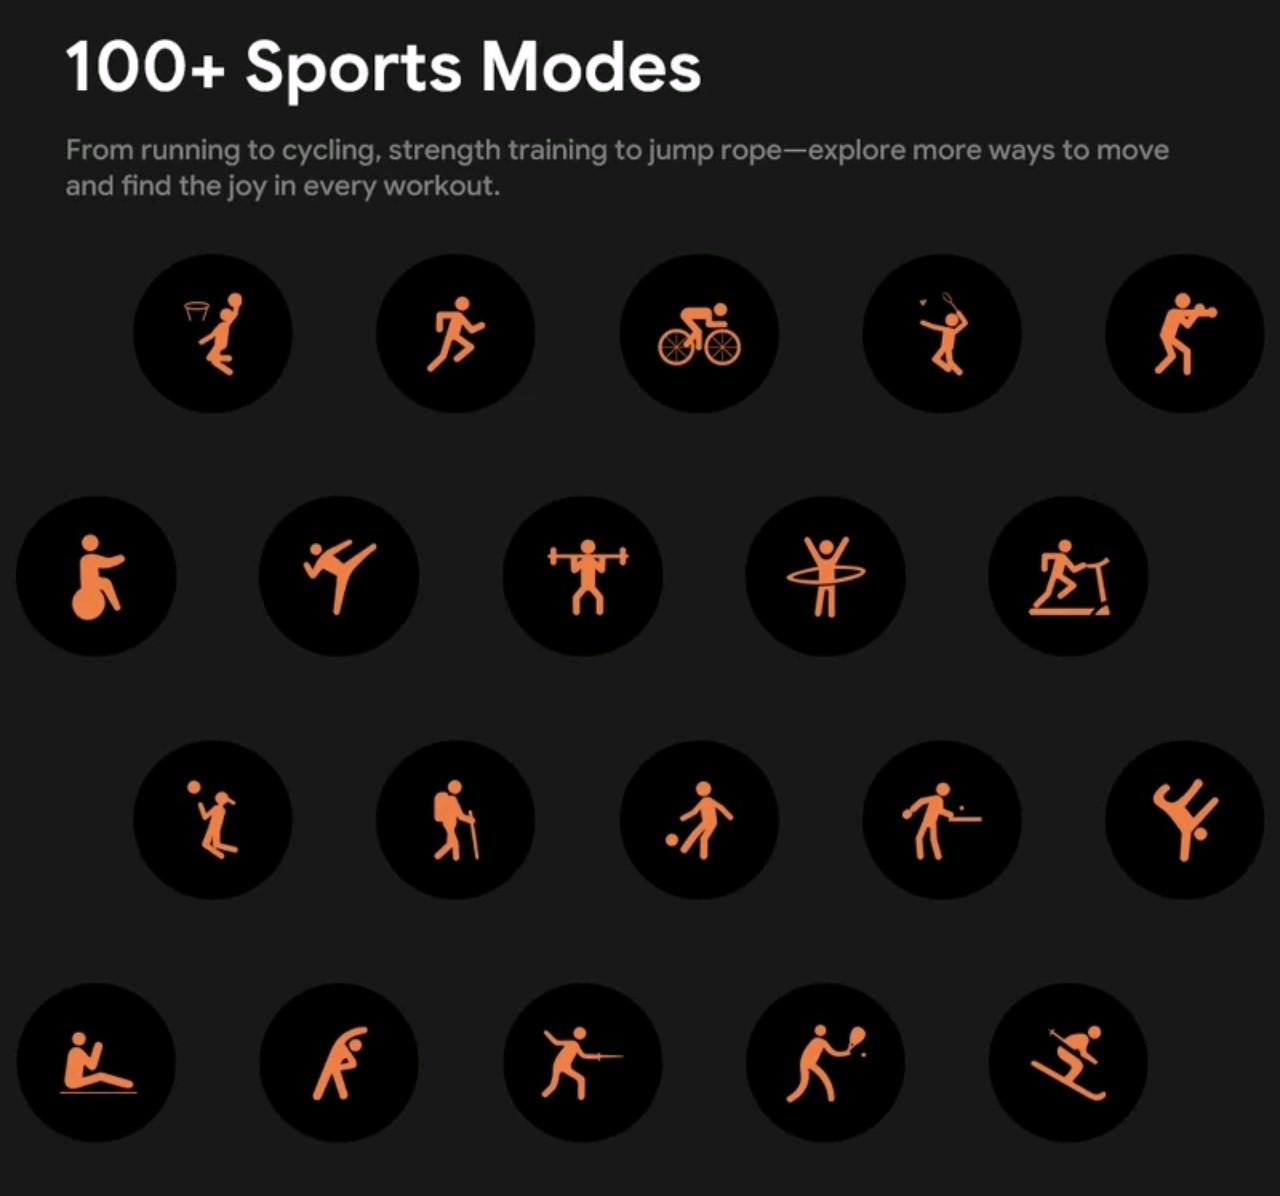 100+ Sports Modes
From running to cycling, strength training to jump rope—explore more ways to move
and find the joy in every workout.